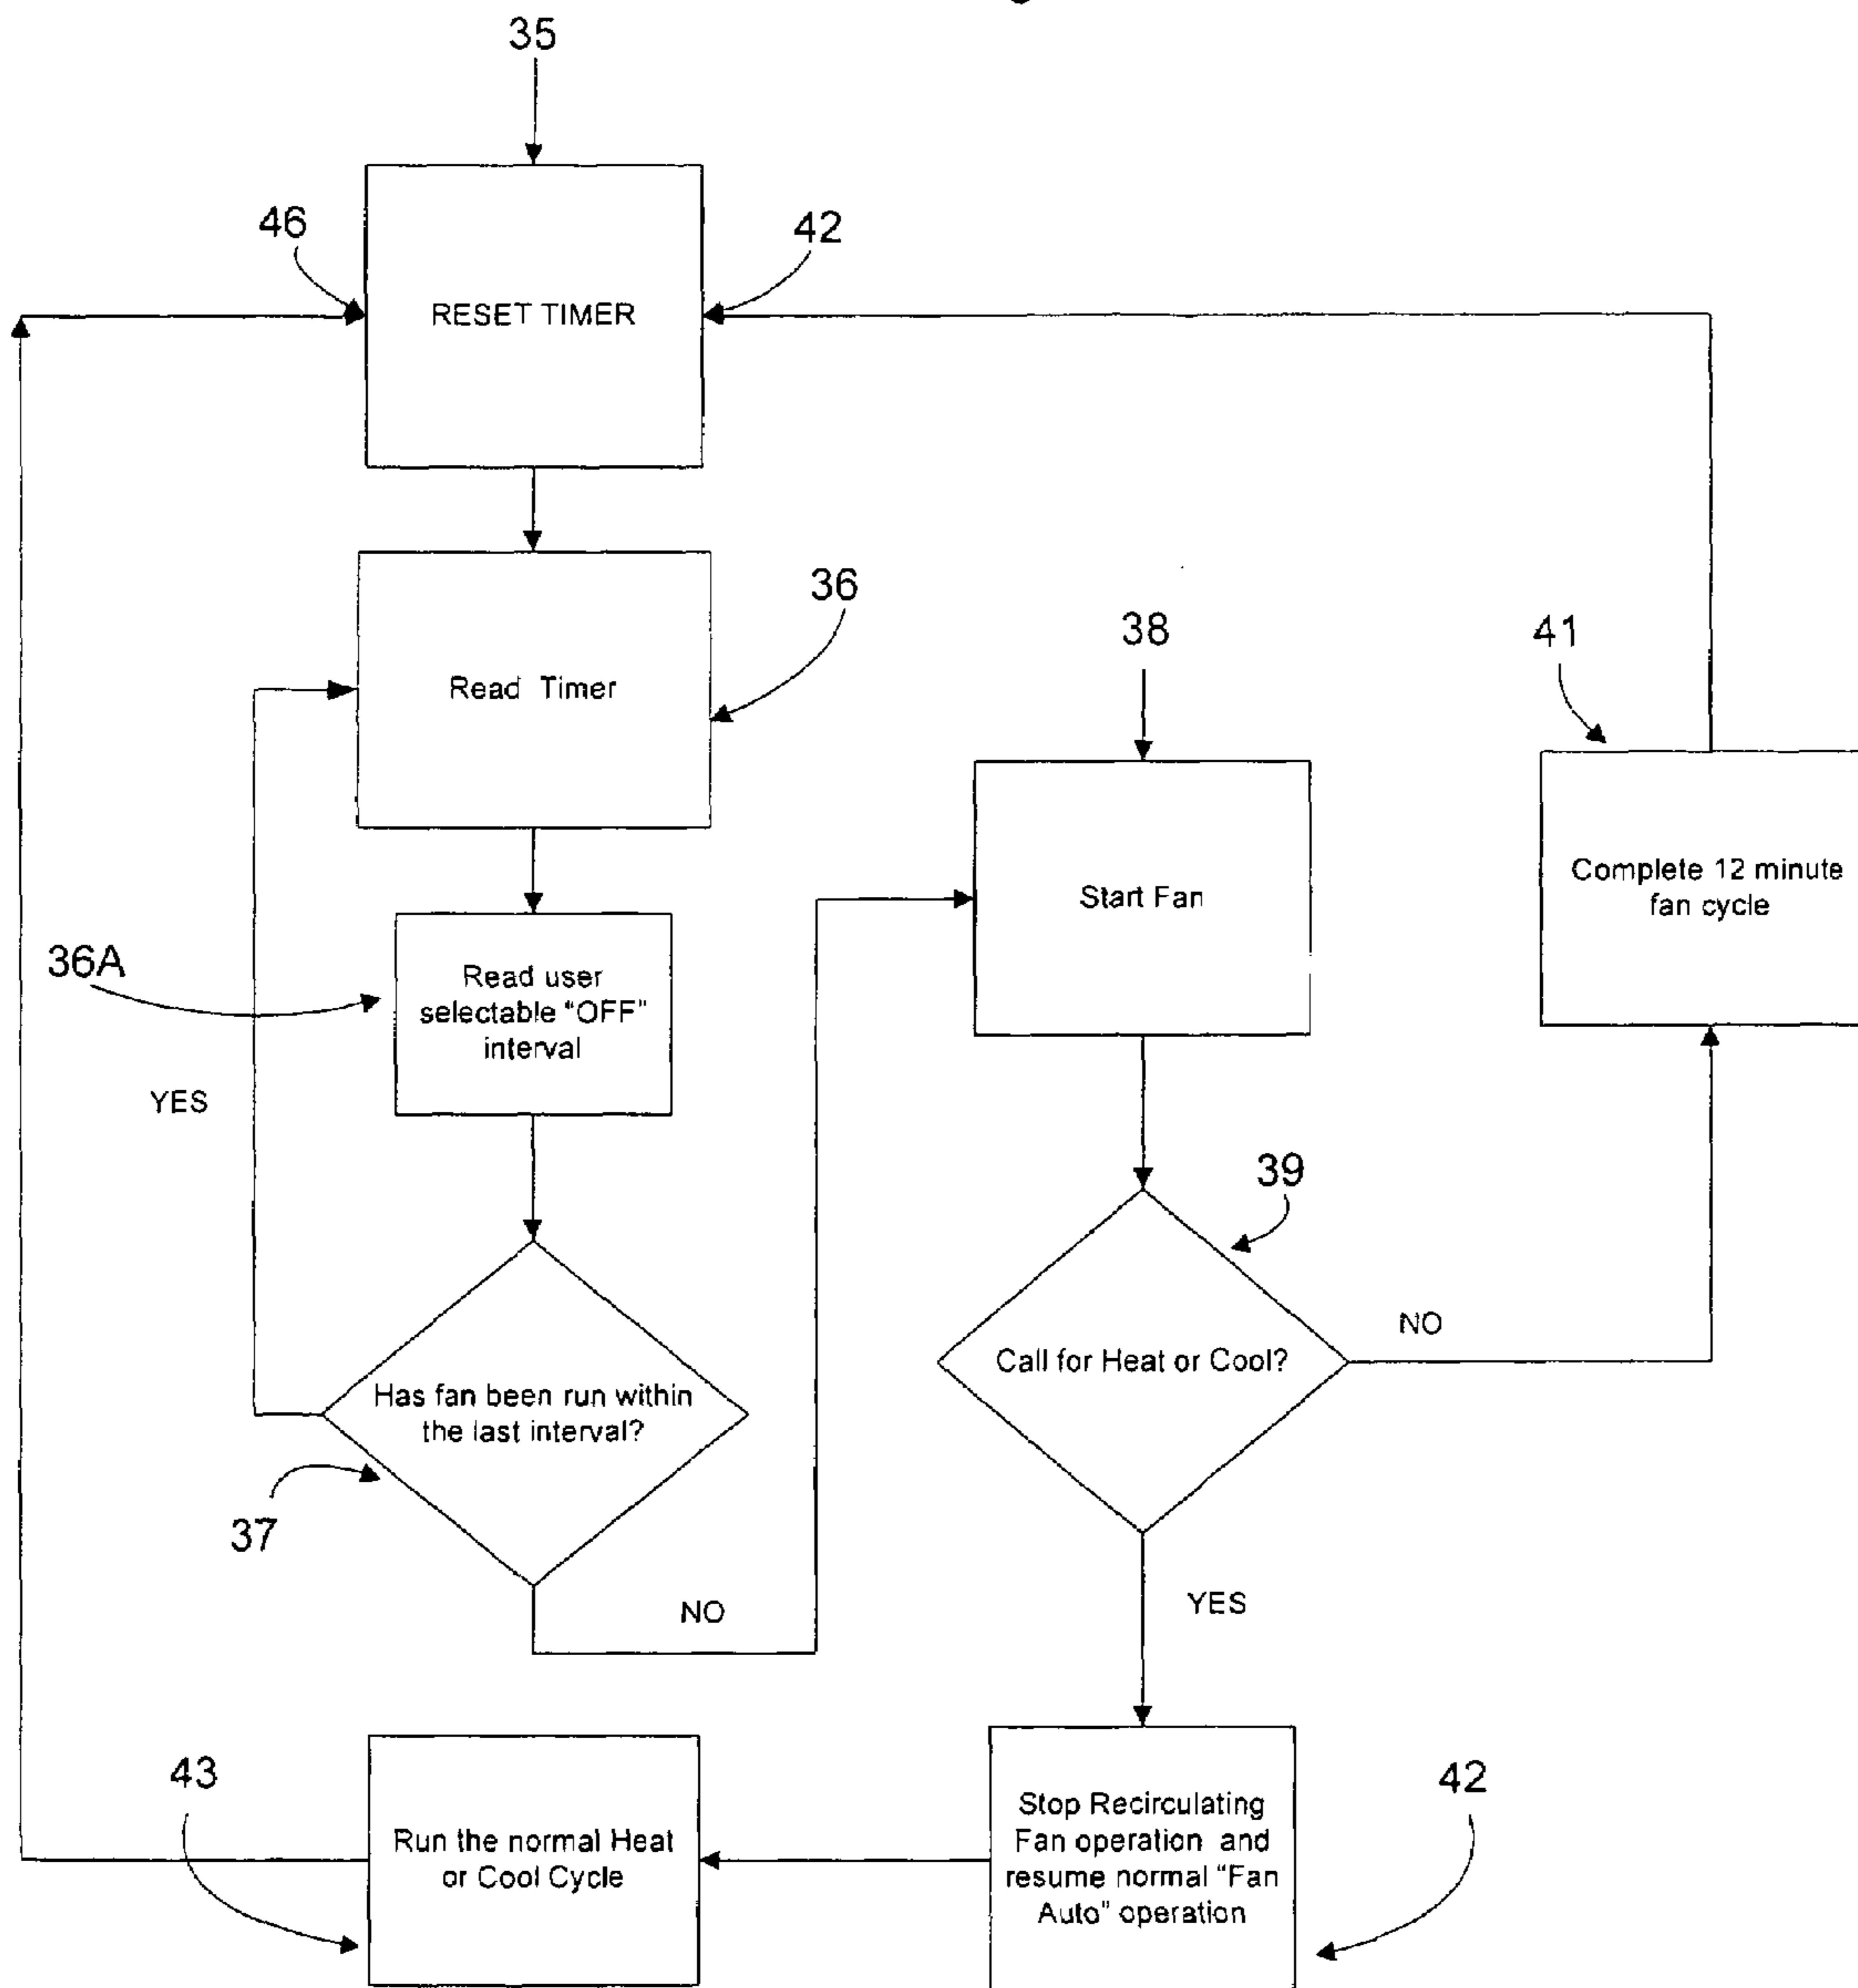 35
46
42
RESET TIMER
36
Read Timer
38
41
Start Fan
Complete 12 minute
fan cycle
36A
Read user
selectable "OFF"
interval
YES
39
Call for Heat or Cool?
NO
Has fan been run within
the last interval?
37
NO
YES
43
Run the normal Heat
or Cool Cycle
Stop Recirculating
Fan operation and
resume normal "Fan
Auto" operation
42